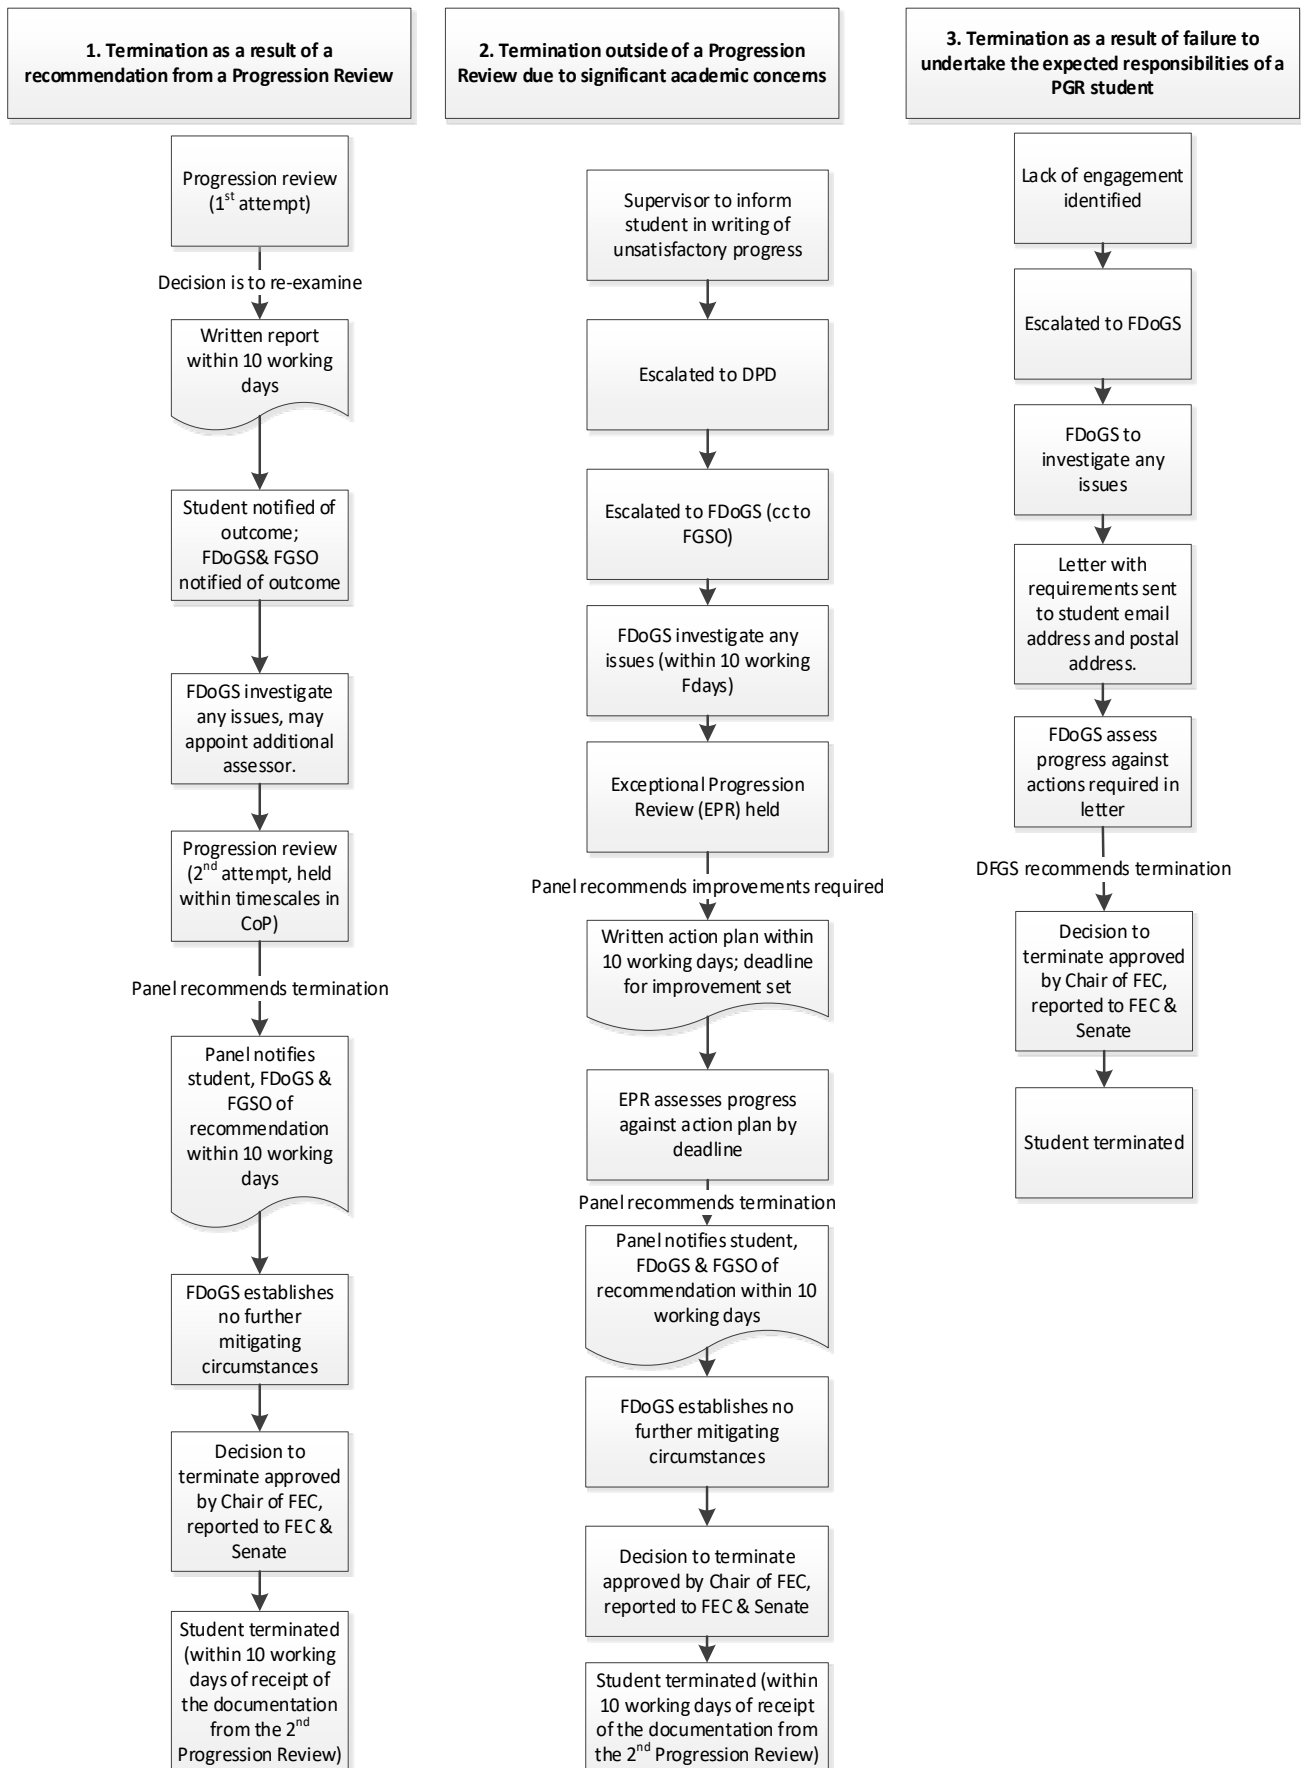 1. Termination as a result of a
recommendation from a Progression Review
Progression review
(1st attempt)
Decision is to re-examine
Written report
within 10 working
days
Student notified of
outcome;
FDoGS& FGSO
notified of outcome
FDoGS investigate
any issues, may
appoint additional
assessor.
Progression review
(2nd attempt, held
within timescales in
CoP)
Panel recommends termination
Panel notifies
student, FDoGS &
FGSO of
recommendation
within 10 working
days
FDoGS establishes
no further
mitigating
circumstances
Decision to
terminate approved
by Chair of FEC,
reported to FEC &
Senate
Student terminated
(within 10 working
days of receipt of
the documentation
from the 2nd
Progression Review)
2. Termination outside of a Progression
Review due to significant academic concerns
Supervisor to inform
student in writing of
unsatisfactory progress
Escalated to DPD
Escalated to FDoGS (cc to
FGSO)
FDoGS investigate any
issues (within 10 working
Fdays)
Exceptional Progression
Review (EPR) held
Panel recommends improvements required
Written action plan within
10 working days; deadline
for improvement set
EPR assesses progress
against action plan by
deadline
Panel recommends termination
Panel notifies student,
FDoGS & FGSO of
recommendation within 10
working days
FDoGS establishes no
further mitigating
circumstances
Decision to terminate
approved by Chair of FEC,
reported to FEC & Senate
Student terminated (within
10 working days of receipt
of the documentation from
the 2nd Progression Review)
3. Termination as a result of failure to
undertake the expected responsibilities of a
PGR student
Lack of engagement
identified
Escalated to FDoGS
FDoGS to
investigate any
issues
Letter with
requirements sent
to student email
address and postal
address.
FDoGS assess
progress against
actions required in
letter
DFGS recommends termination
Decision to
terminate approved
by Chair of FEC,
reported to FEC &
Senate
Student terminated